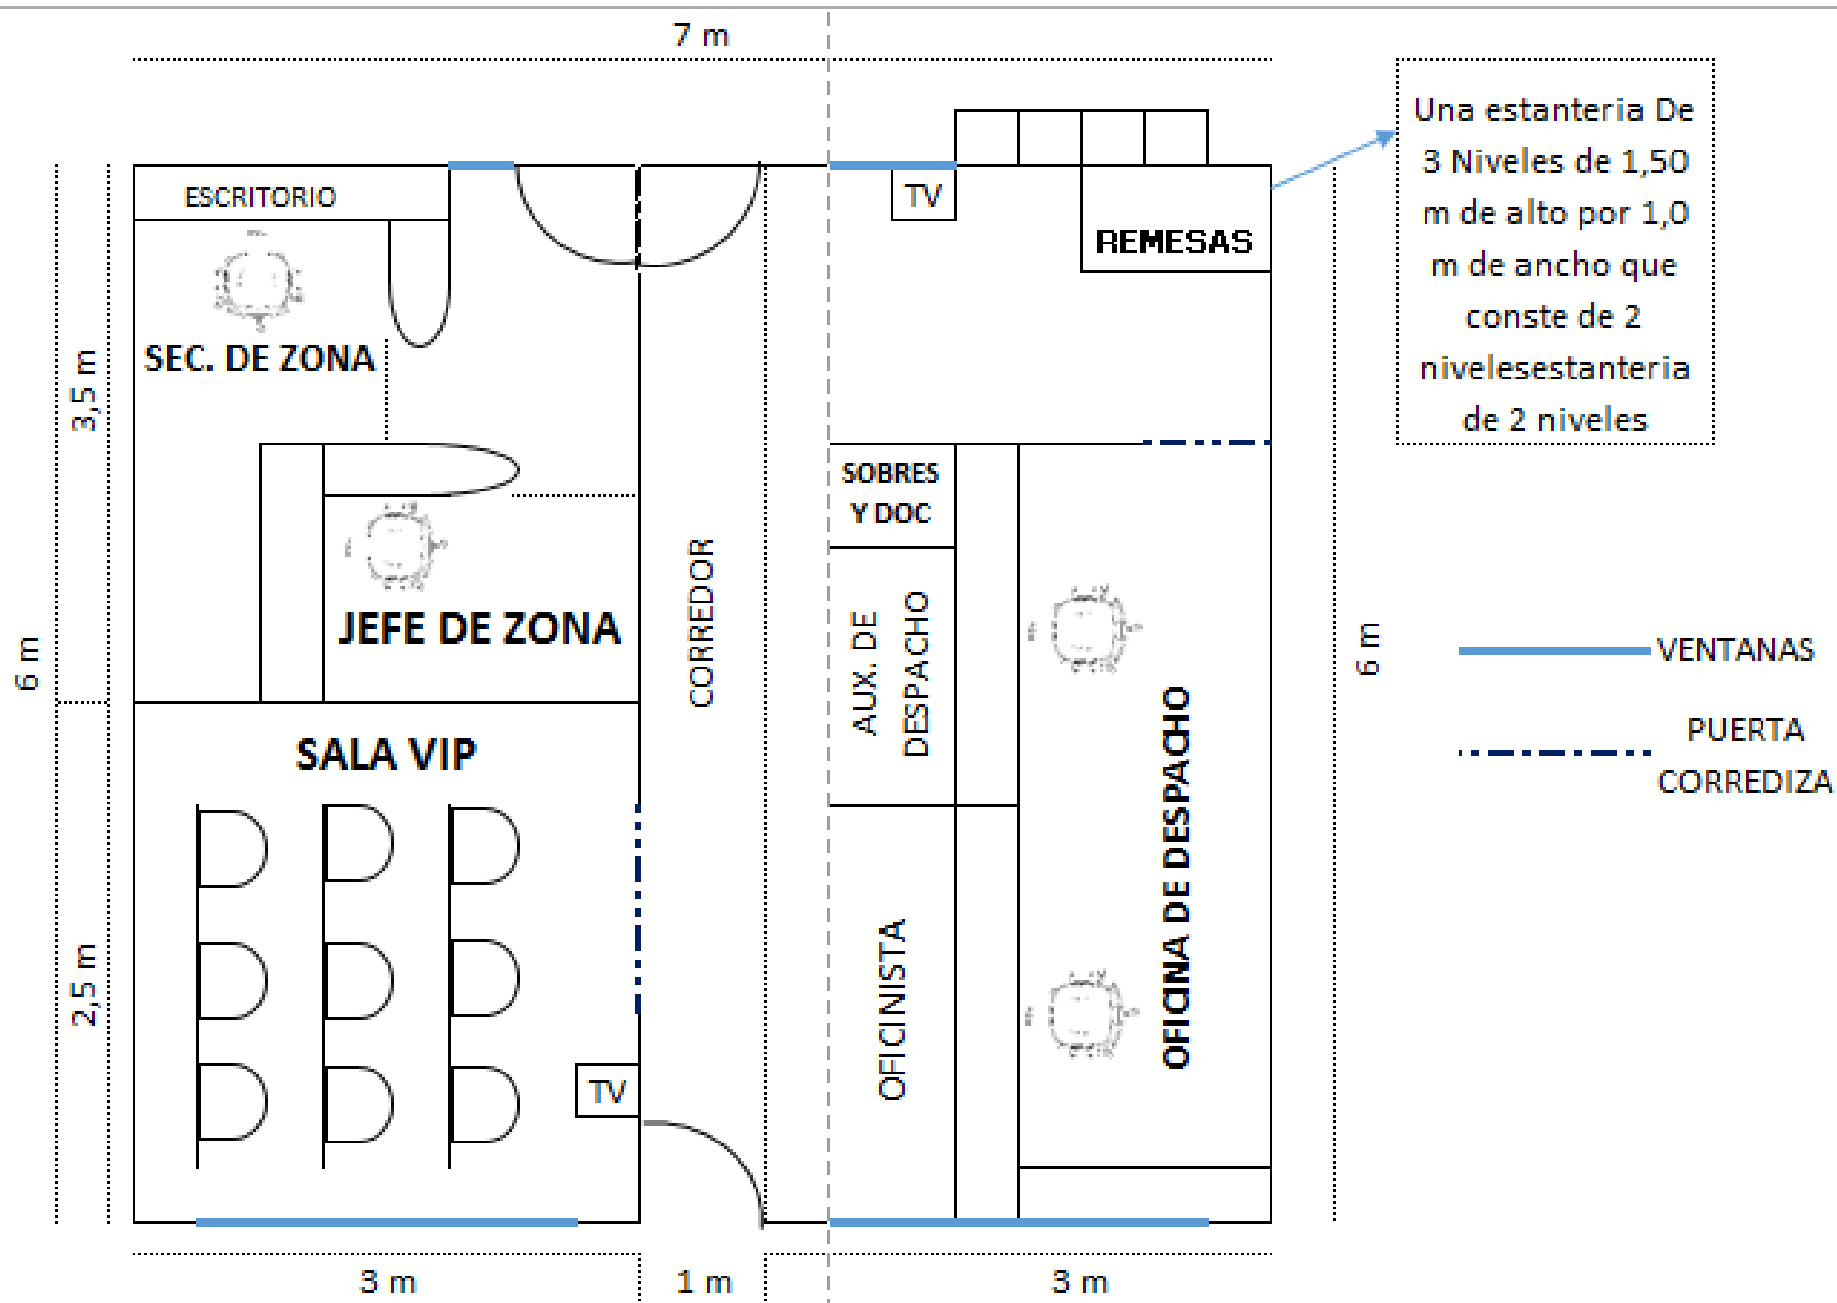 7 m
Una estanteria De
3 Niveles de 1,50
m de alto por 1,0
m de ancho que
conste de 2
nivelesestanteria
de 2 niveles
ESCRITORIO
TV
REMESAS
SEC. DE ZONA
3,5 m
SOBRES
Y DOC
JEFE DE ZONA
CORREDOR
AUX. DE
DESPACHO
6 m
6 m
VENTANAS
PUERTA
CORREDIZA
SALA VIP
OFICINA DE DESPACHO
2,5 m
OFICINISTA
TV
3 m
1 m
3 m